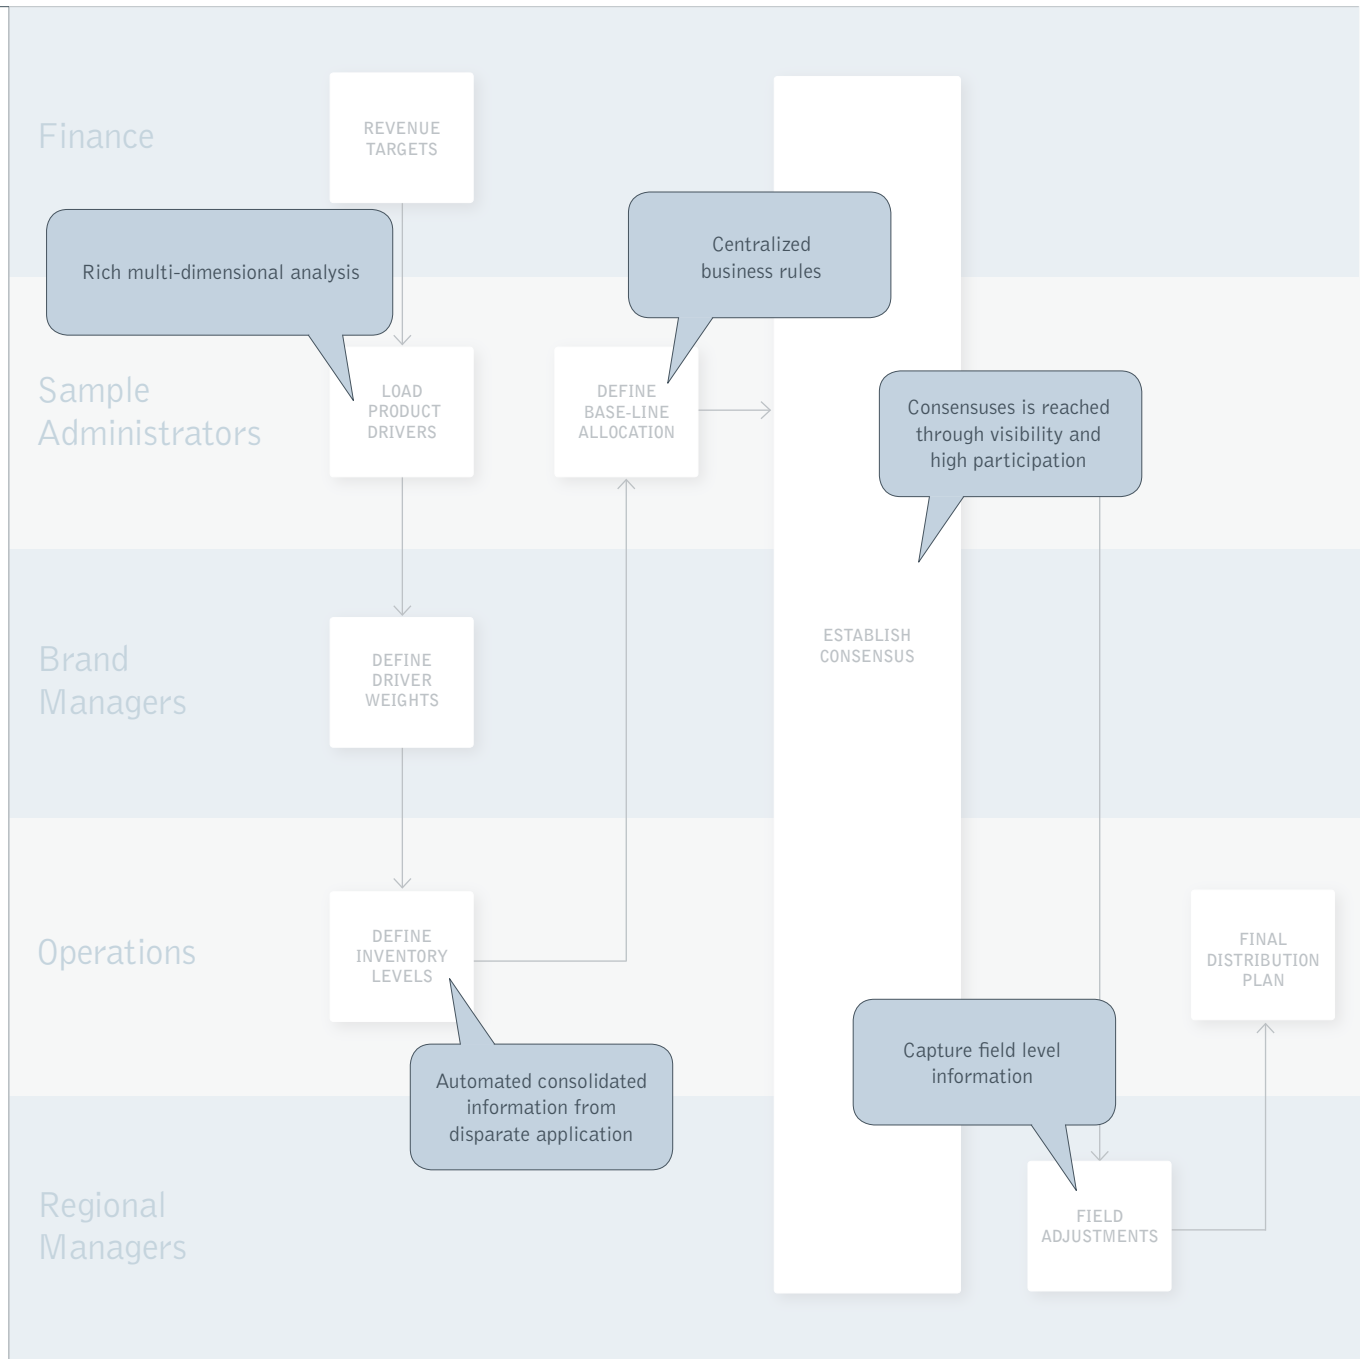 Finance
REVENUE
TARGETS
Rich multi-dimensional analysis
Centralized
business rules
Sample
Administrators
LOAD
PRODUCT
DRIVERS
DEFINE
BASE-LINE
ALLOCATION
Consensuses is reached
through visibility and
high participation
Brand
Managers
DEFINE
DRIVER
WEIGHTS
ESTABLISH
CONSENSUS
Operations
DEFINE
INVENTORY
LEVELS
FINAL
DISTRIBUTION
PLAN
Automated consolidated
information from
disparate application
Capture field level
information
Regional
Managers
FIELD
ADJUSTMENTS